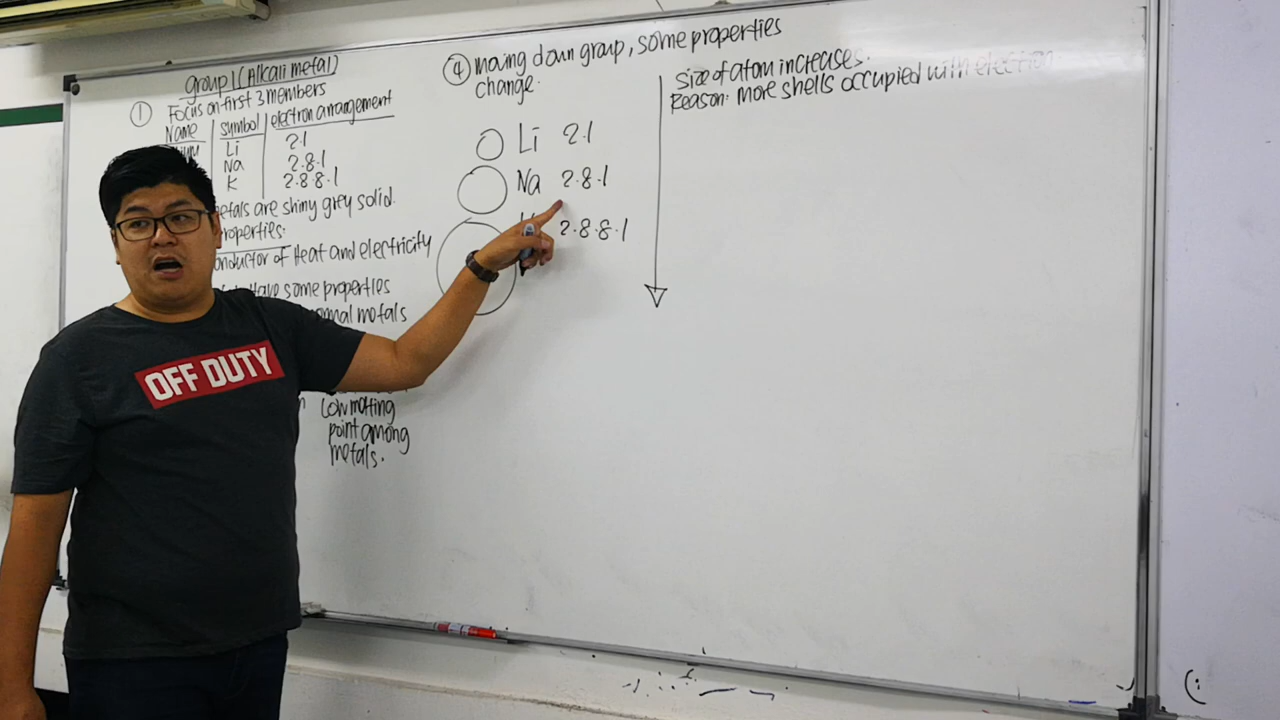 group 1 (Alkali metal)
① Focus on first 3 members
Name symbol electron arrangement
Li 2.1
Na 2.8.1
K 2.8.8.1
metals are shiny grey solid.
properties:
conductor of Heat and electricity
have some properties
normal metals
low melting
point among
metals.
④ moving down group, some properties
change.
Li 2.1
Na 2.8.1
2.8.8.1
Size of atom increases.
Reason: more shells occupied with electron
OFF DUTY